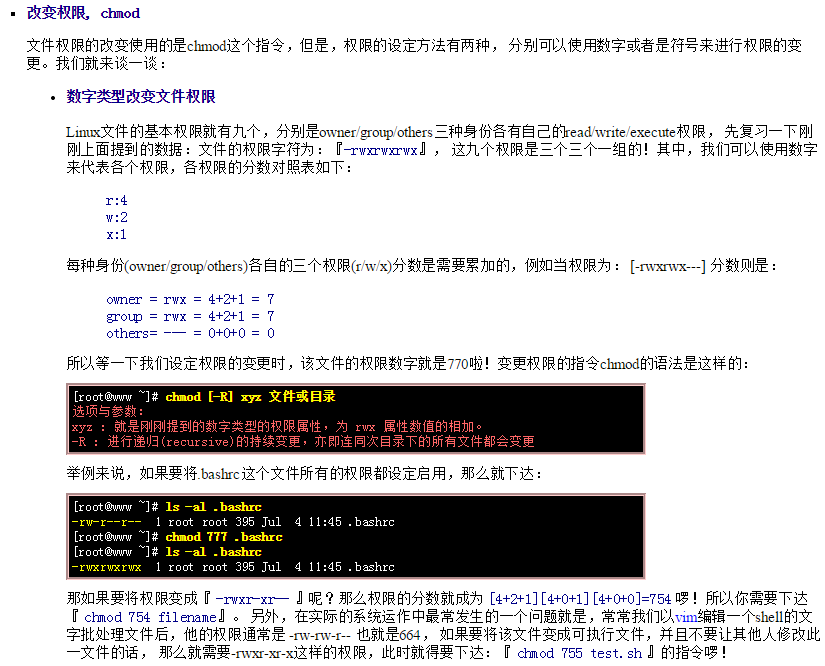 改变权限, chmod
文件权限的改变使用的是chmod这个指令，但是，权限的设定方法有两种， 分别可以使用数字或者是符号来进行权限的变
更。我们就来谈一谈：
数字类型改变文件权限
Linux文件的基本权限就有九个，分别是owner/group/others三种身份各有自己的read/write/execute权限， 先复习一下刚
刚上面提到的数据：文件的权限字符为：『-rwxrwxrwx』， 这九个权限是三个三个一组的！其中，我们可以使用数字
来代表各个权限，各权限的分数对照表如下：
r:4
w:2
x:1
每种身份(owner/group/others)各自的三个权限(r/w/x)分数是需要累加的，例如当权限为： [-rwxrwx---] 分数则是：
owner = rwx = 4+2+1 = 7
group = rwx = 4+2+1 = 7
others= --- = 0+0+0 = 0
所以等一下我们设定权限的变更时，该文件的权限数字就是770啦！变更权限的指令chmod的语法是这样的：
[root@www ~]# chmod [-R] xyz 文件或目录
选项与参数：
xyz : 就是刚刚提到的数字类型的权限属性，为 rwx 属性数值的相加。
-R : 进行递归(recursive)的持续变更，亦即连同次目录下的所有文件都会变更
举例来说，如果要将.bashrc这个文件所有的权限都设定启用，那么就下达：
[root@www ~]# ls -al .bashrc
-rw-r--r-- 1 root root 395 Jul 4 11:45 .bashrc
[root@www ~]# chmod 777 .bashrc
[root@www ~]# ls -al .bashrc
-rwxrwxrwx 1 root root 395 Jul 4 11:45 .bashrc
那如果要将权限变成『 -rwxr-xr-- 』呢？那么权限的分数就成为 [4+2+1][4+0+1][4+0+0]=754 啰！所以你需要下达
『 chmod 754 filename』。 另外，在实际的系统运作中最常发生的一个问题就是，常常我们以vim编辑一个shell的文
字批处理文件后，他的权限通常是 -rw-rw-r-- 也就是664， 如果要将该文件变成可执行文件，并且不要让其他人修改此
一文件的话， 那么就需要-rwxr-xr-x这样的权限，此时就得要下达：『 chmod 755 test.sh 』的指令啰！